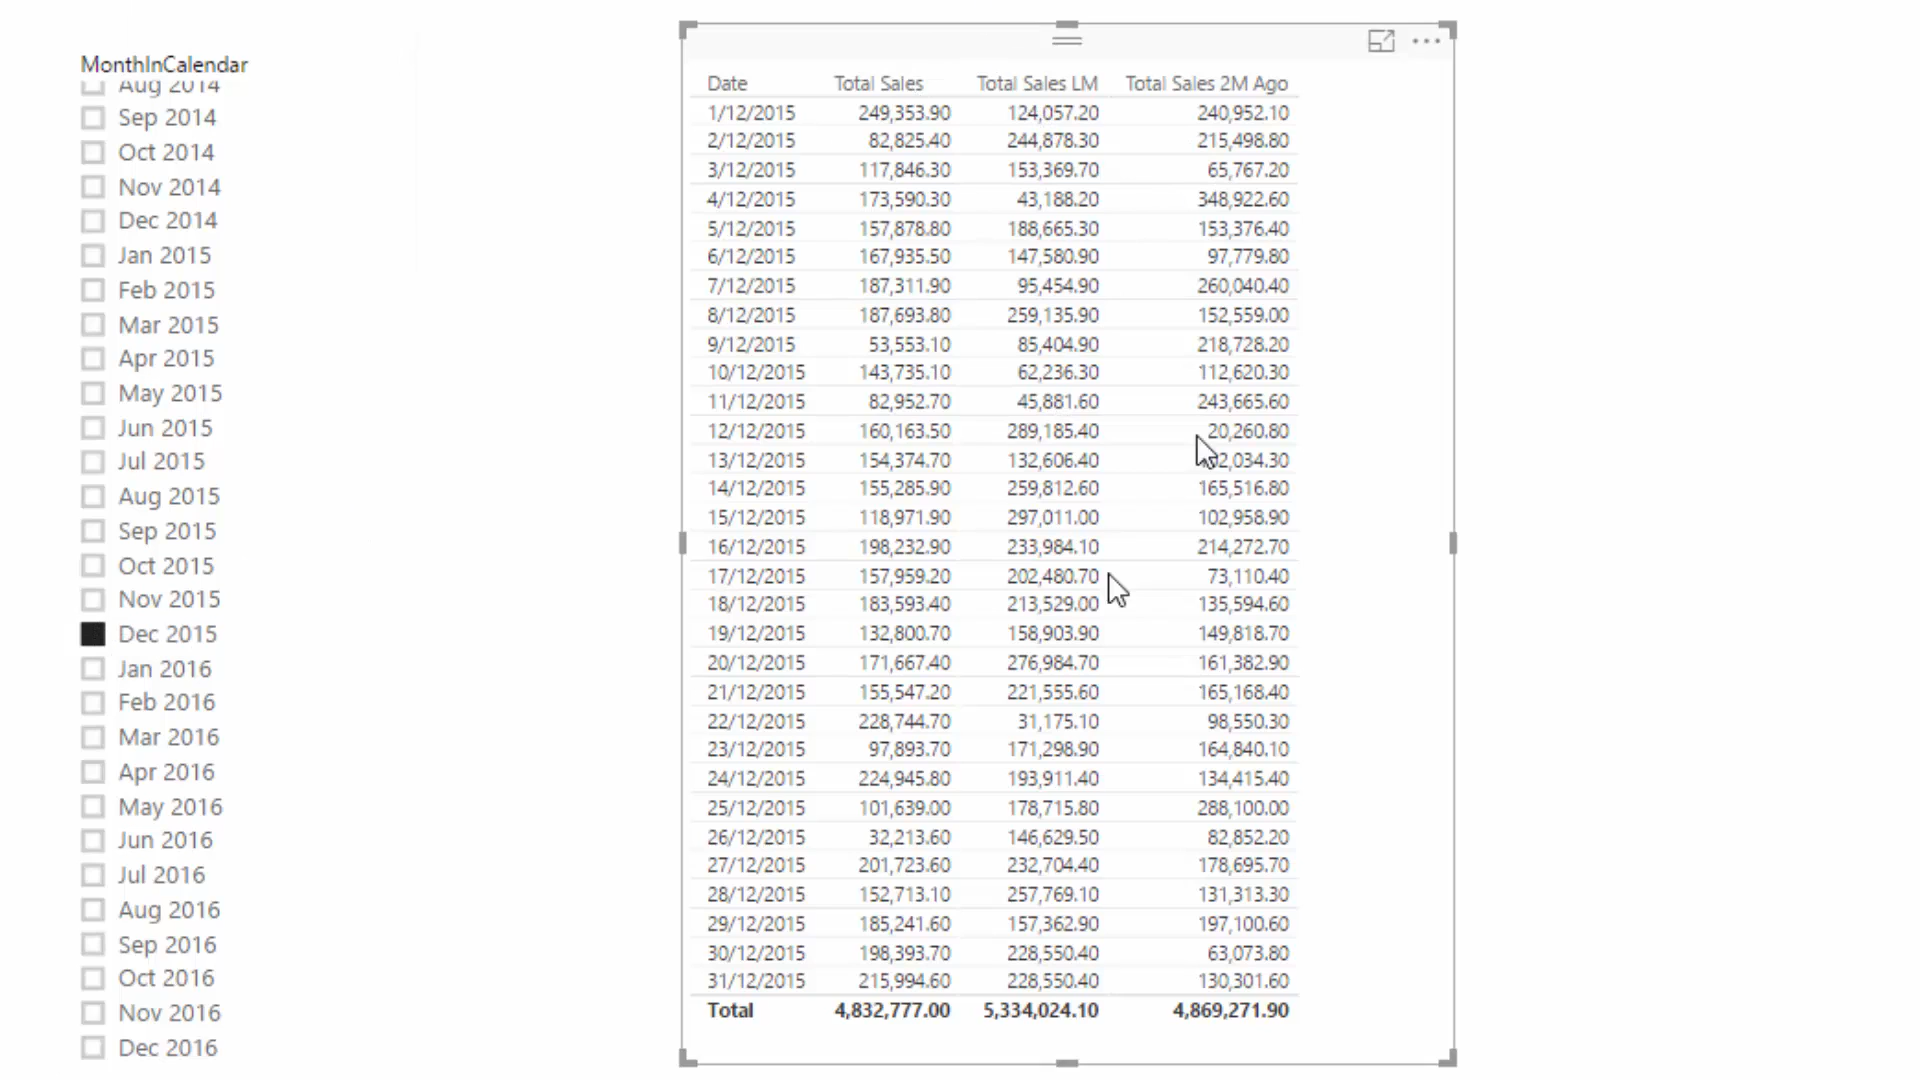 MonthInCalendar
Aug 2014
Sep 2014
Oct 2014
Nov 2014
Dec 2014
Jan 2015
Feb 2015
Mar 2015
Apr 2015
May 2015
Jun 2015
Jul 2015
Aug 2015
Sep 2015
Oct 2015
Nov 2015
Dec 2015
Jan 2016
Feb 2016
Mar 2016
Apr 2016
May 2016
Jun 2016
Jul 2016
Aug 2016
Sep 2016
Oct 2016
Nov 2016
Dec 2016
Date Total Sales Total Sales LM Total Sales 2M Ago
1/12/2015 249,353.90 124,057.20 240,952.10
2/12/2015 82,825.40 244,878.30 215,498.80
3/12/2015 117,846.30 153,369.70 65,767.20
4/12/2015 173,590.30 43,188.20 348,922.60
5/12/2015 157,878.80 188,665.30 153,376.40
6/12/2015 167,935.50 147,580.90 97,779.80
7/12/2015 187,311.90 95,454.90 260,040.40
8/12/2015 187,693.80 259,135.90 152,559.00
9/12/2015 53,553.10 85,404.90 218,728.20
10/12/2015 143,735.10 62,236.30 112,620.30
11/12/2015 82,952.70 45,881.60 243,665.60
12/12/2015 160,163.50 289,185.40 20,260.80
13/12/2015 154,374.70 132,606.40
14/12/2015 155,285.90 259,812.60 165,516.80
15/12/2015 118,971.90 297,011.00 102,958.90
16/12/2015 198,232.90 233,984.10 214,272.70
17/12/2015 157,959.20 202,480.70 73,110.40
18/12/2015 183,593.40 213,529.00 135,594.60
19/12/2015 132,800.70 158,903.90 149,818.70
20/12/2015 171,667.40 276,984.70 161,382.90
21/12/2015 155,547.20 221,555.60 165,168.40
22/12/2015 228,744.70 31,175.10 98,550.30
23/12/2015 97,893.70 171,298.90 164,840.10
24/12/2015 224,945.80 193,911.40 134,415.40
25/12/2015 101,639.00 178,715.80 288,100.00
26/12/2015 32,213.60 146,629.50 82,852.20
27/12/2015 201,723.60 232,704.40 178,695.70
28/12/2015 152,713.10 257,769.10 131,313.30
29/12/2015 185,241.60 157,362.90 197,100.60
30/12/2015 198,393.70 228,550.40 63,073.80
31/12/2015 215,994.60 228,550.40 130,301.60
Total 4,832,777.00 5,334,024.10 4,869,271.90